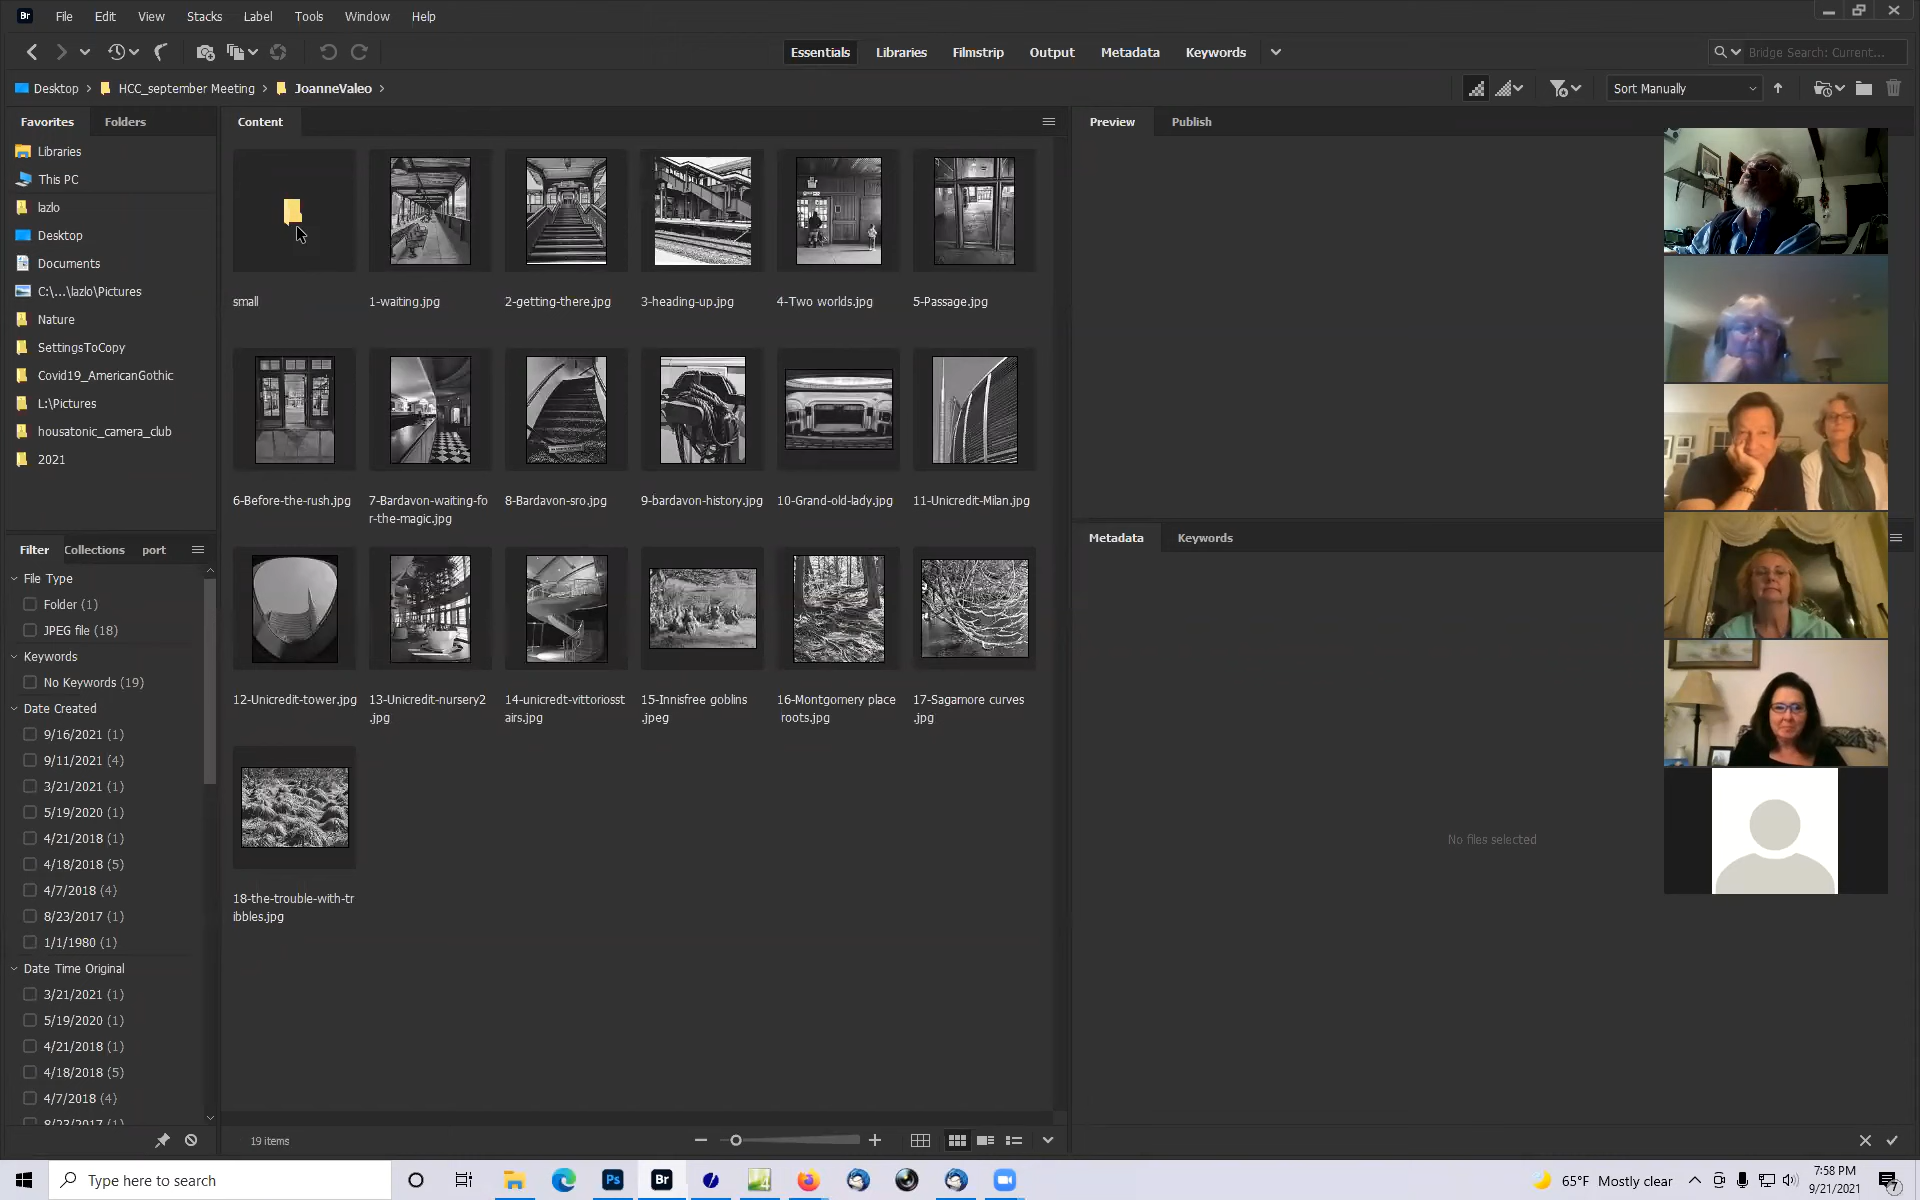 Br File Edit View Stacks Label Tools Window Help
Essentials Libraries Filmstrip Output Metadata Keywords
Bridge Search: Current...
Desktop HCC_september Meeting JoanneValeo
Sort Manually
Favorites Folders
Libraries
This PC
lazlo
Desktop
Documents
C:\...\lazlo\Pictures
Nature
SettingsToCopy
Covid19_AmericanGothic
L:\Pictures
housatonic_camera_club
2021
Filter Collections port
File Type
Folder (1)
JPEG file (18)
Keywords
No Keywords (19)
Date Created
9/16/2021 (1)
9/11/2021 (4)
3/21/2021 (1)
5/19/2020 (1)
4/21/2018 (1)
4/18/2018 (5)
4/7/2018 (4)
8/23/2017 (1)
1/1/1980 (1)
Date Time Original
3/21/2021 (1)
5/19/2020 (1)
4/21/2018 (1)
4/18/2018 (5)
4/7/2018 (4)
8/23/2017 (1)
Content
small
1-waiting.jpg
2-getting-there.jpg
3-heading-up.jpg
4-Two worlds.jpg
5-Passage.jpg
6-Before-the-rush.jpg
7-Bardavon-waiting-fo
r-the-magic.jpg
8-Bardavon-sro.jpg
9-bardavon-history.jpg
10-Grand-old-lady.jpg
11-Unicredit-Milan.jpg
12-Unicredit-tower.jpg
13-Unicredit-nursery2
.jpg
14-unicredt-vittoriosst
airs.jpg
15-Innisfree goblins
.jpeg
16-Montgomery place
roots.jpg
17-Sagamore curves
.jpg
18-the-trouble-with-tr
ibbles.jpg
19 items
Preview Publish
Metadata Keywords
No files selected
Type here to search
Ps
Br
65°F Mostly clear
7:58 PM
9/21/2021
7